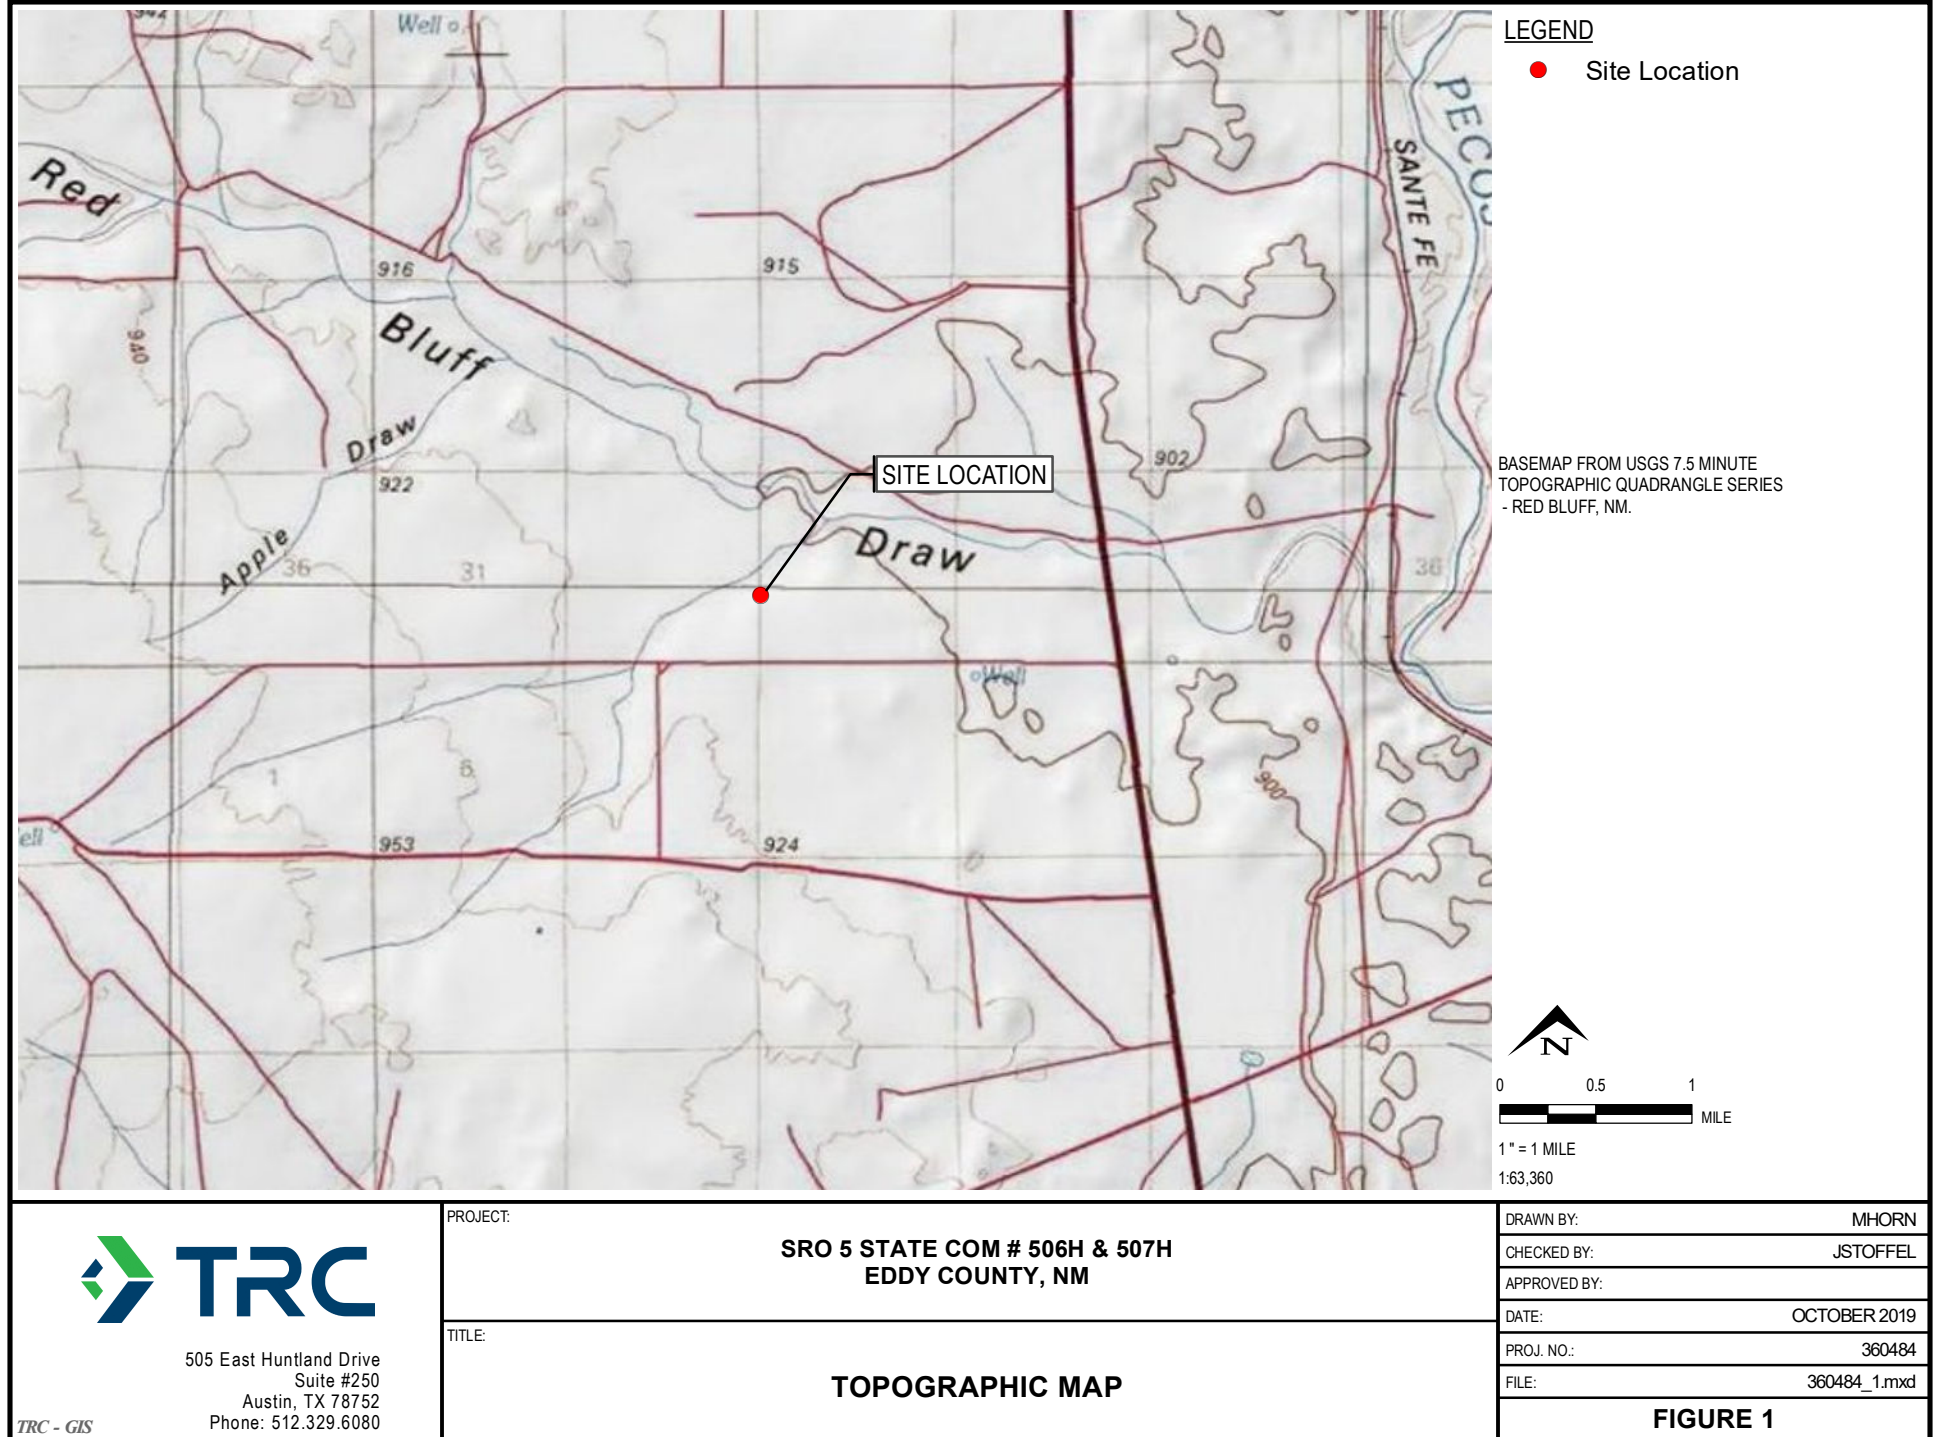 942
Well
LEGEND
Site Location
PECOS
SANTE FE
Red
916
915
940
Bluff
Draw
922
902
SITE LOCATION
BASEMAP FROM USGS 7.5 MINUTE
TOPOGRAPHIC QUADRANGLE SERIES
- RED BLUFF, NM.
Draw
Apple
36
31
36
Well
1
6
900
ell
953
924
N
0 0.5 1
MILE
1 " = 1 MILE
1:63,360
TRC
505 East Huntland Drive
Suite #250
Austin, TX 78752
Phone: 512.329.6080
TRC - GIS
PROJECT:
SRO 5 STATE COM # 506H & 507H
EDDY COUNTY, NM
TITLE:
TOPOGRAPHIC MAP
DRAWN BY: MHORN
CHECKED BY: JSTOFFEL
APPROVED BY:
DATE: OCTOBER 2019
PROJ. NO.: 360484
FILE: 360484_1.mxd
FIGURE 1